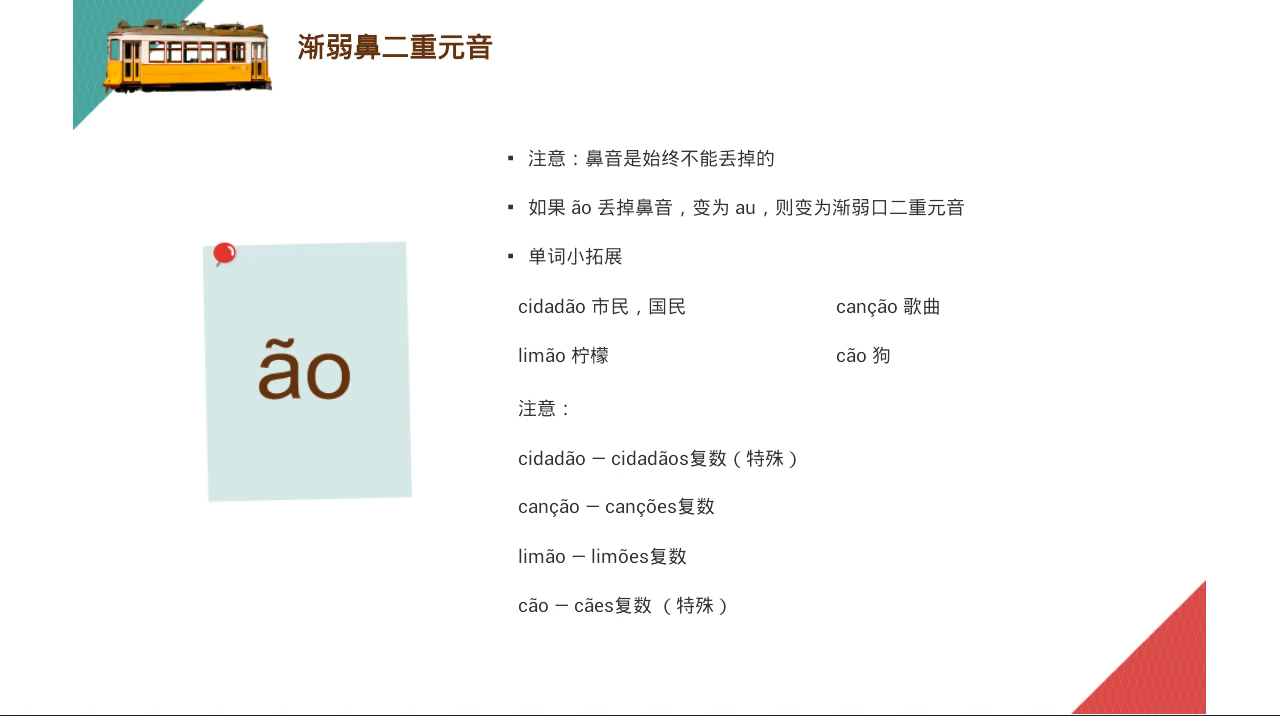 渐弱鼻二重元音
▪ 注意：鼻音是始终不能丢掉的
▪ 如果 ão 丢掉鼻音，变为 au，则变为渐弱口二重元音
▪ 单词小拓展
cidadão 市民，国民 canção 歌曲
limão 柠檬 cão 狗
ão
注意：
cidadão — cidadãos复数（特殊）
canção — canções复数
limão — limões复数
cão — cães复数 （特殊）